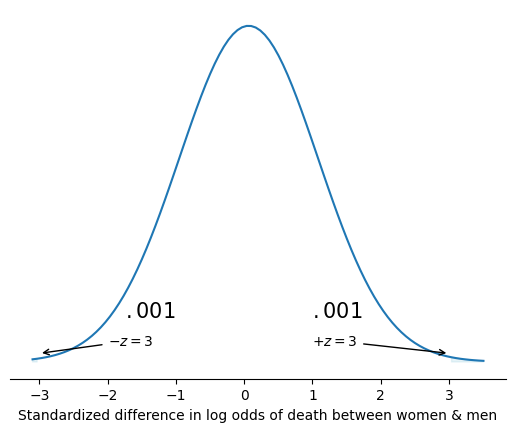 .001 .001
−z = 3 +z = 3
−3 −2 −1 0 1 2 3
Standardized difference in log odds of death between women & men